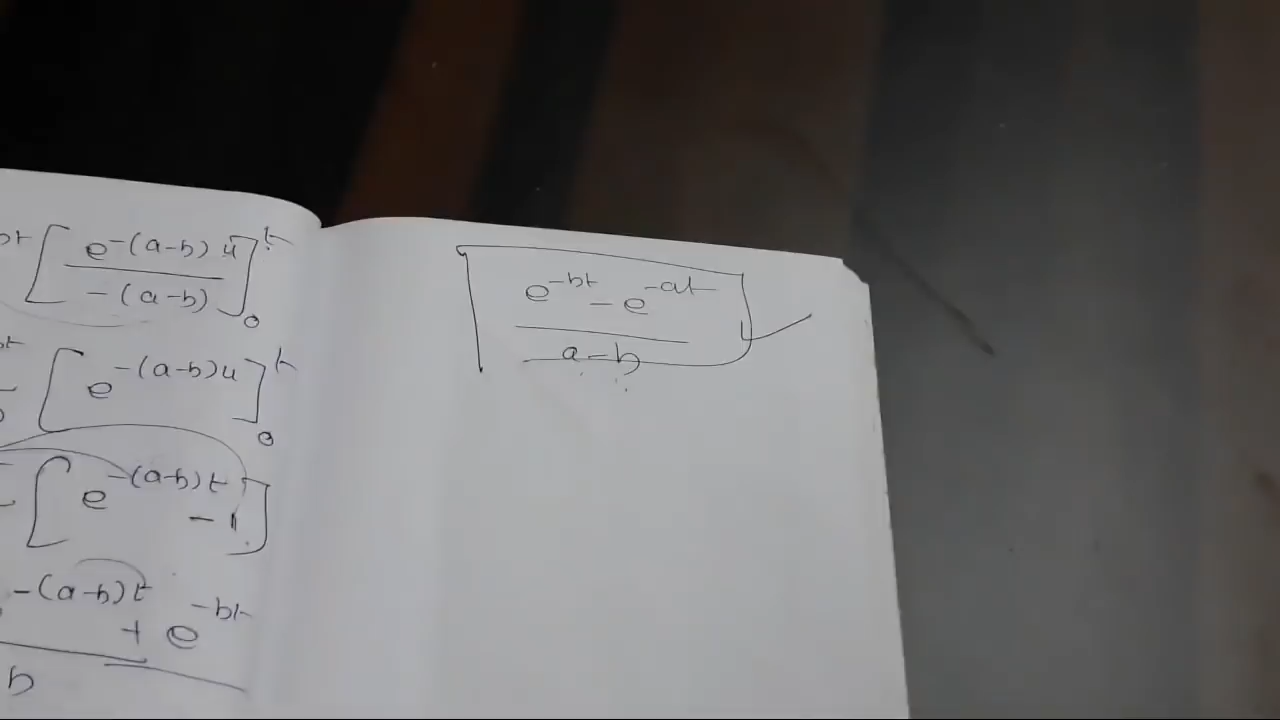 bt [ e^{-(a-b)u} / -(a-b) ]_0^t
[ e^{-(a-b)u} ]_0^t
[ e^{-(a-b)t} - 1 ]
-(a-b)t + e^{-bt}
b
e^{-bt} - e^{-at}
a-b